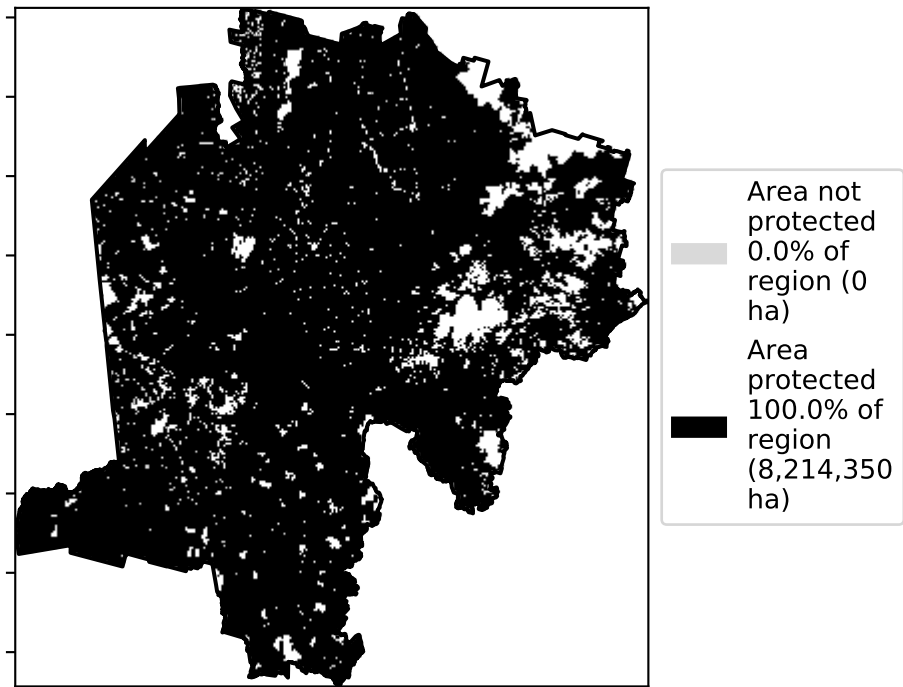 Area not
protected
0.0% of
region (0
ha)
Area
protected
100.0% of
region
(8,214,350
ha)